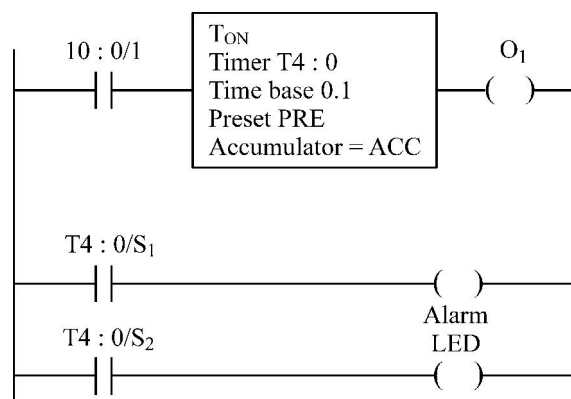 10 : 0/1
T_ON
Timer T4 : 0
Time base 0.1
Preset PRE
Accumulator = ACC
O₁
T4 : 0/S₁
Alarm
T4 : 0/S₂
LED